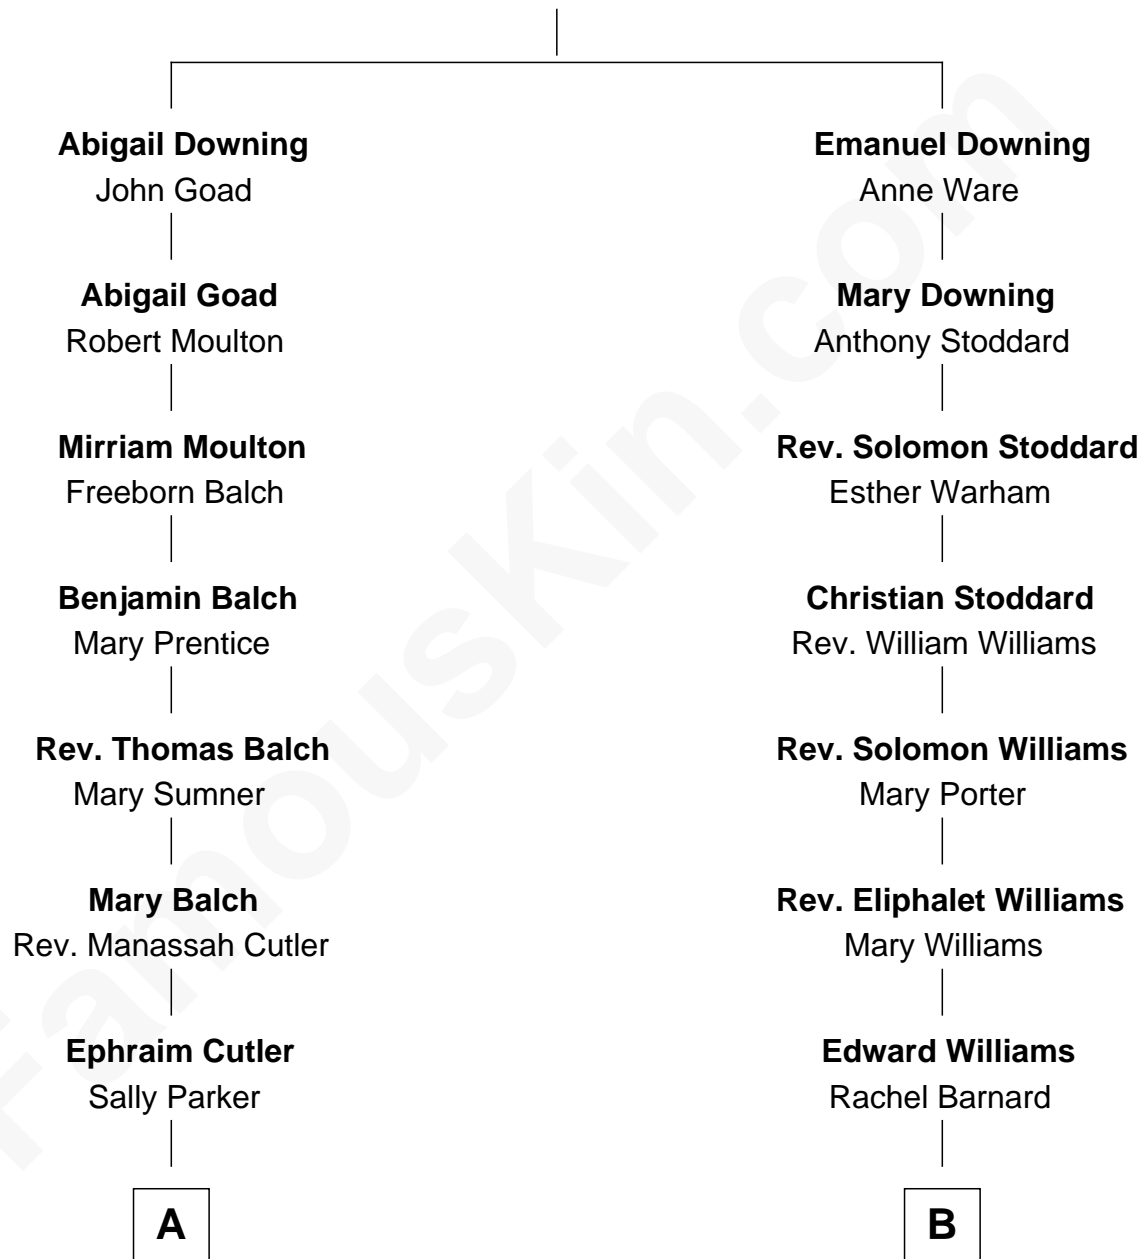 Abigail Downing
John Goad
Emanuel Downing
Anne Ware
Abigail Goad
Robert Moulton
Mary Downing
Anthony Stoddard
Mirriam Moulton
Freeborn Balch
Rev. Solomon Stoddard
Esther Warham
Benjamin Balch
Mary Prentice
Christian Stoddard
Rev. William Williams
Rev. Thomas Balch
Mary Sumner
Rev. Solomon Williams
Mary Porter
Mary Balch
Rev. Manassah Cutler
Rev. Eliphalet Williams
Mary Williams
Ephraim Cutler
Sally Parker
Edward Williams
Rachel Barnard
A
B
FamousKin.com